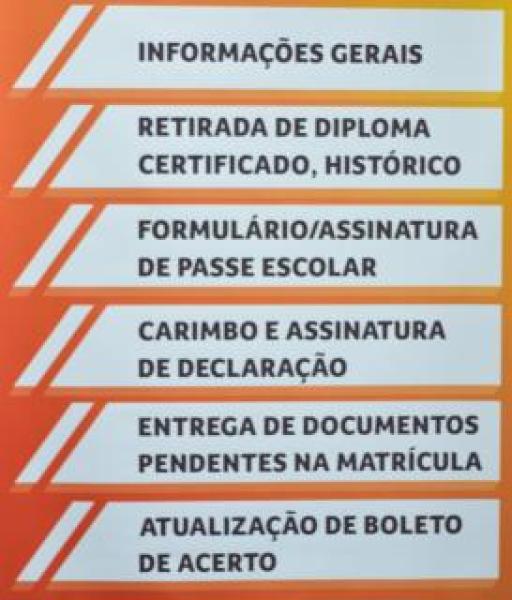 INFORMAÇÕES GERAIS
RETIRADA DE DIPLOMA
CERTIFICADO, HISTÓRICO
FORMULÁRIO/ASSINATURA
DE PASSE ESCOLAR
CARIMBO E ASSINATURA
DE DECLARAÇÃO
ENTREGA DE DOCUMENTOS
PENDENTES NA MATRÍCULA
ATUALIZAÇÃO DE BOLETO
DE ACERTO